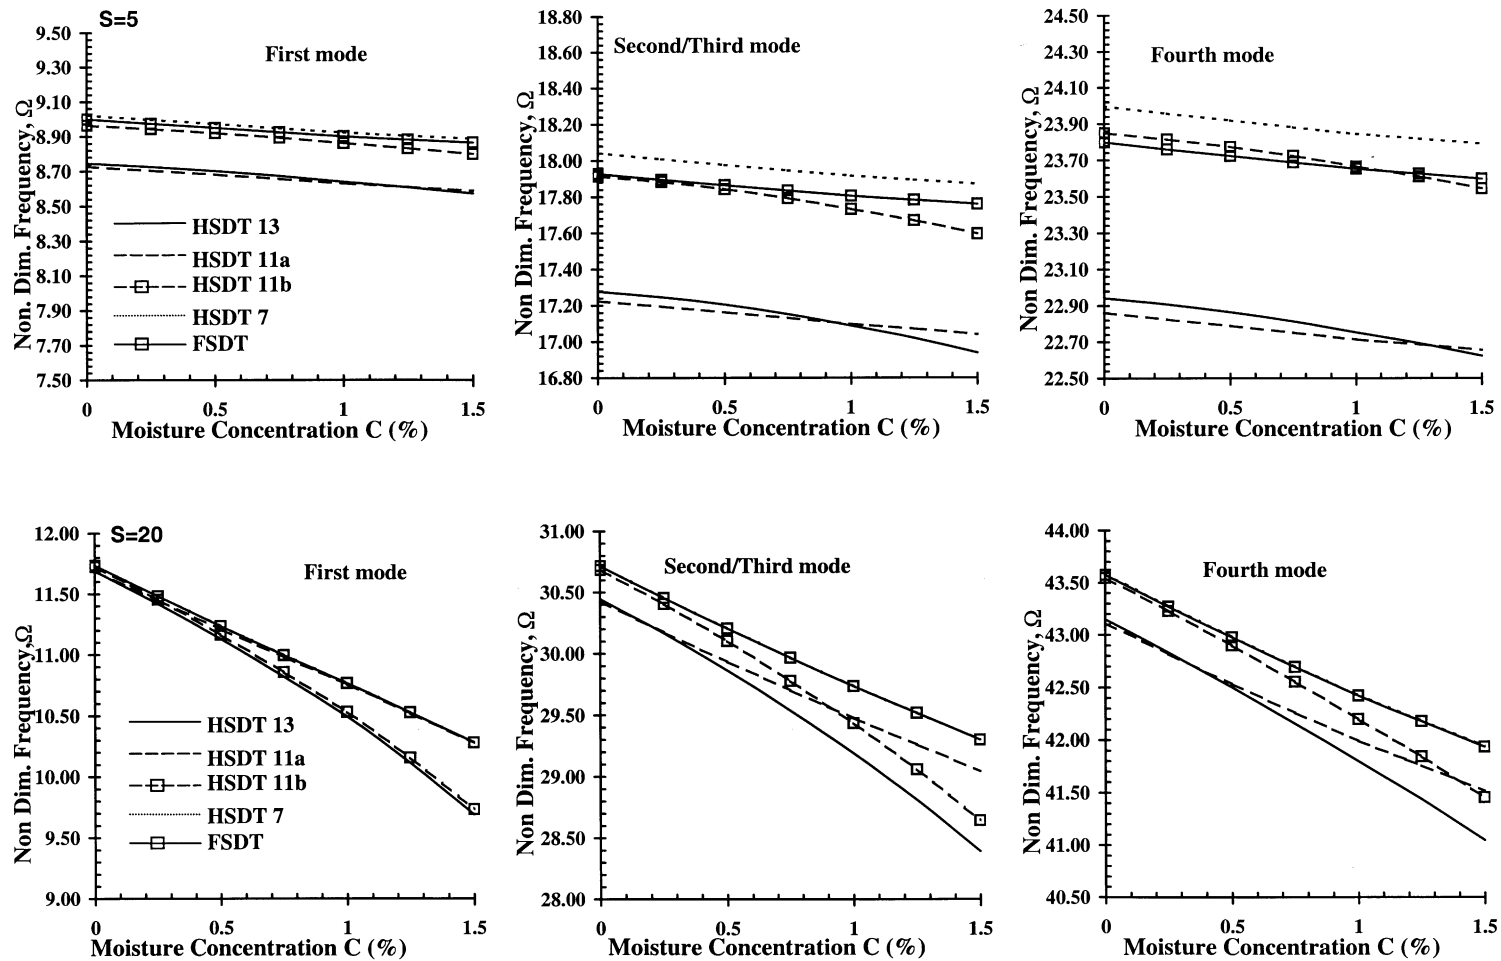 S=5
First mode
Non. Dim. Frequency, Ω
9.50
9.30
9.10
8.90
8.70
8.50
8.30
8.10
7.90
7.70
7.50
HSDT 13
HSDT 11a
HSDT 11b
HSDT 7
FSDT
0 0.5 1 1.5
Moisture Concentration C (%)
Second/Third mode
Non Dim. Frequency, Ω
18.80
18.60
18.40
18.20
18.00
17.80
17.60
17.40
17.20
17.00
16.80
0 0.5 1 1.5
Moisture Concentration C (%)
Fourth mode
Non Dim. Frequency, Ω
24.50
24.30
24.10
23.90
23.70
23.50
23.30
23.10
22.90
22.70
22.50
0 0.5 1 1.5
Moisture Concentration C (%)
S=20
First mode
Non Dim. Frequency,Ω
12.00
11.50
11.00
10.50
10.00
9.50
9.00
HSDT 13
HSDT 11a
HSDT 11b
HSDT 7
FSDT
0 0.5 1 1.5
Moisture Concentration C (%)
Second/Third mode
Non Dim. Frequency, Ω
31.00
30.50
30.00
29.50
29.00
28.50
28.00
0 0.5 1 1.5
Moisture Concentration C (%)
Fourth mode
Non Dim. Frequency, Ω
44.00
43.50
43.00
42.50
42.00
41.50
41.00
40.50
0 0.5 1 1.5
Moisture Concentration C (%)